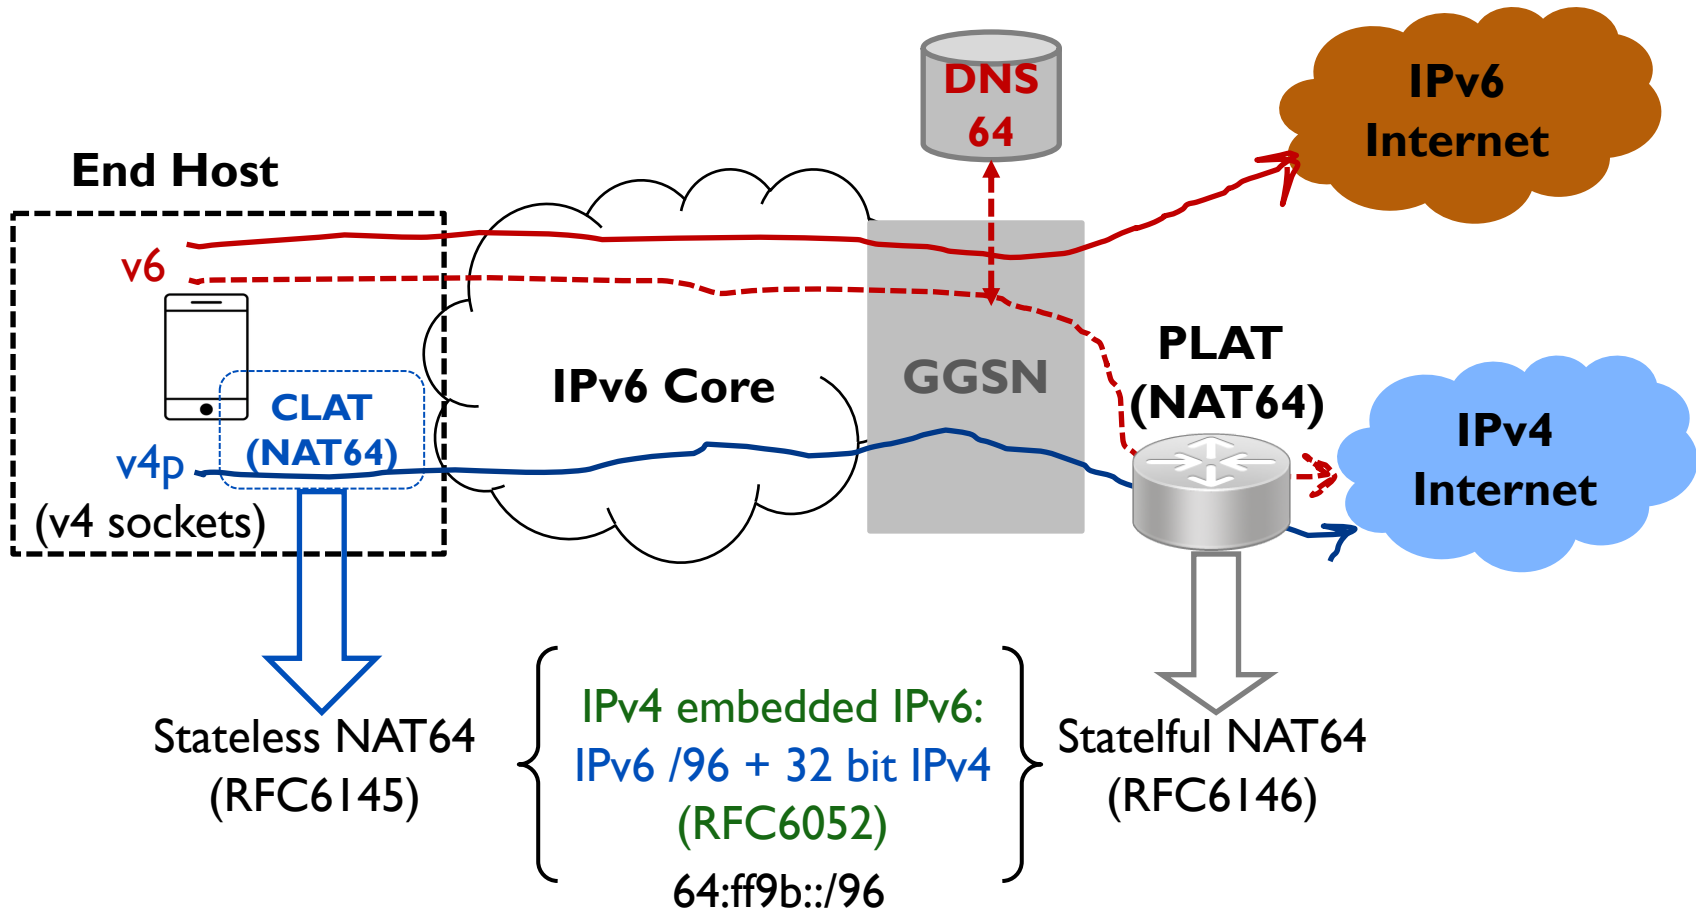 DNS
64
IPv6
Internet
End Host
v6
IPv6 Core
GGSN
PLAT
(NAT64)
CLAT
(NAT64)
v4p
(v4 sockets)
IPv4
Internet
Stateless NAT64
(RFC6145)
IPv4 embedded IPv6:
IPv6 /96 + 32 bit IPv4
(RFC6052)
64:ff9b::/96
Statelful NAT64
(RFC6146)